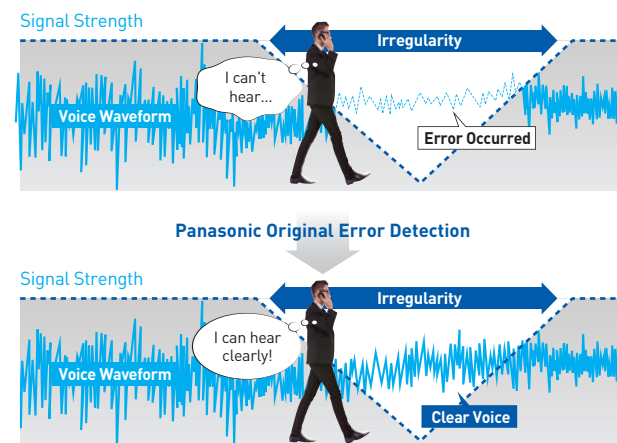 Signal Strength
Irregularity
I can't
hear...
Voice Waveform
Error Occurred
Panasonic Original Error Detection
Signal Strength
Irregularity
I can hear
clearly!
Voice Waveform
Clear Voice